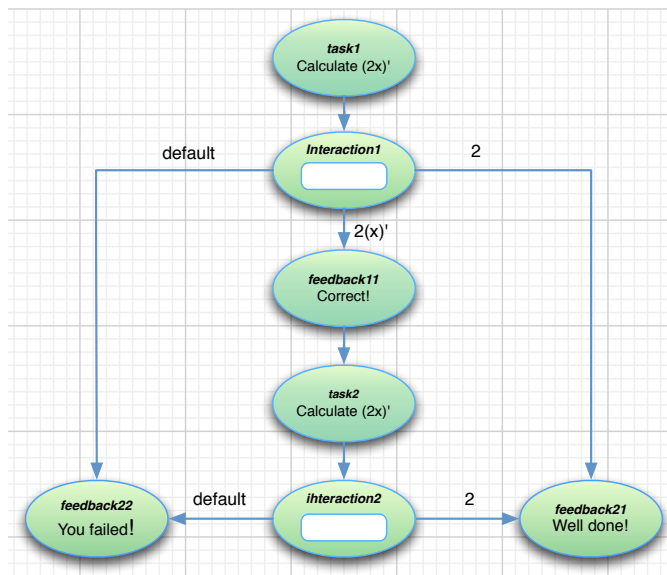 task1
Calculate (2x)'
default
Interaction1
2
2(x)'
feedback11
Correct!
task2
Calculate (2x)'
feedback22
You failed!
default
ihteraction2
2
feedback21
Well done!